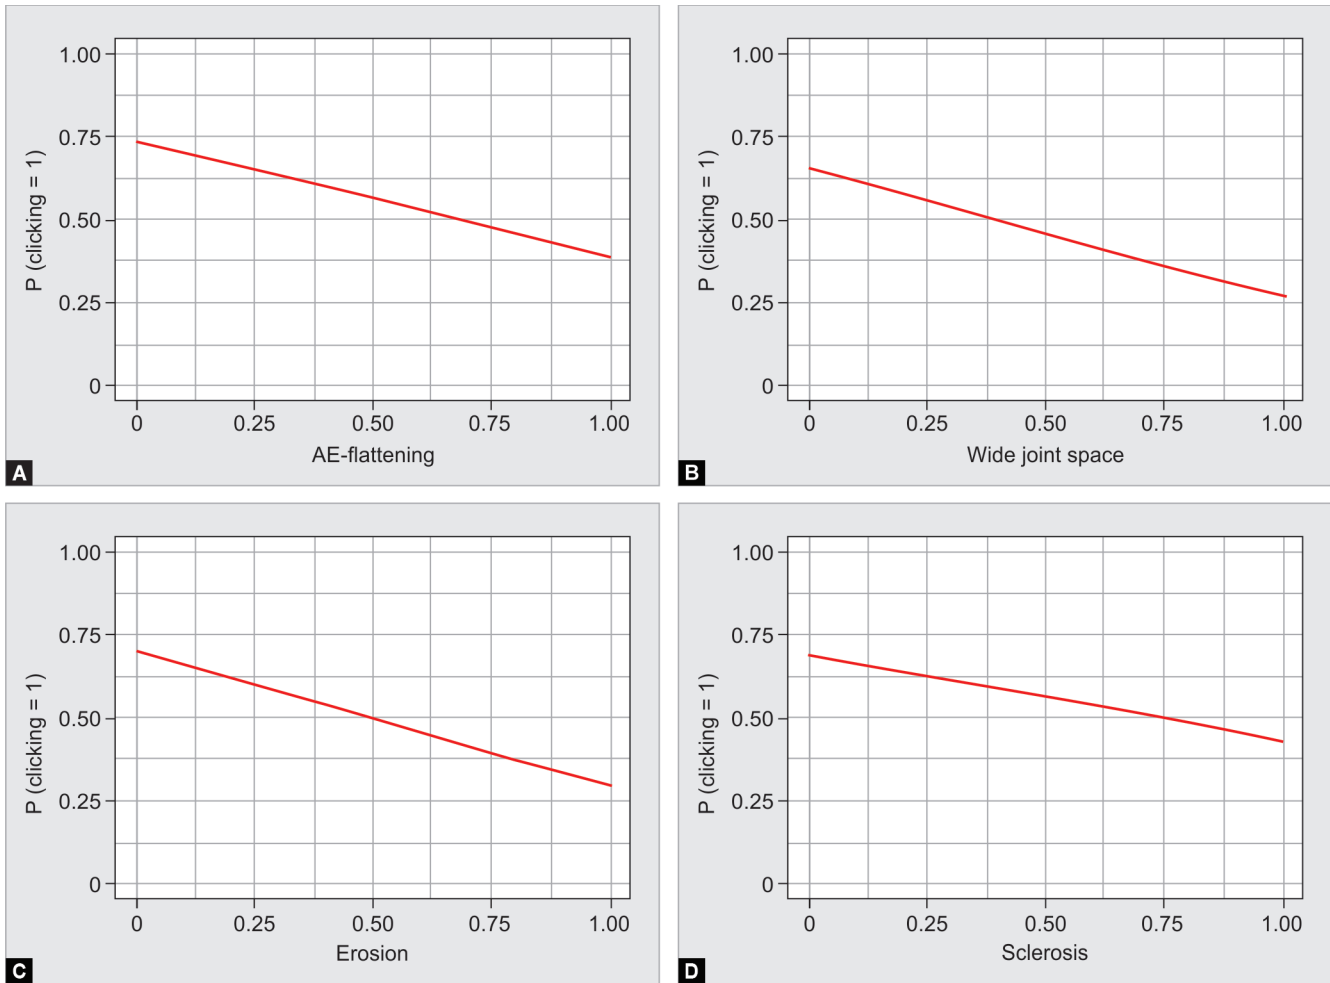 1.00
0.75
0.50
0.25
0
P (clicking = 1)
0 0.25 0.50 0.75 1.00
AE-flattening
A
1.00
0.75
0.50
0.25
0
P (clicking = 1)
0 0.25 0.50 0.75 1.00
Wide joint space
B
1.00
0.75
0.50
0.25
0
P (clicking = 1)
0 0.25 0.50 0.75 1.00
Erosion
C
1.00
0.75
0.50
0.25
0
P (clicking = 1)
0 0.25 0.50 0.75 1.00
Sclerosis
D